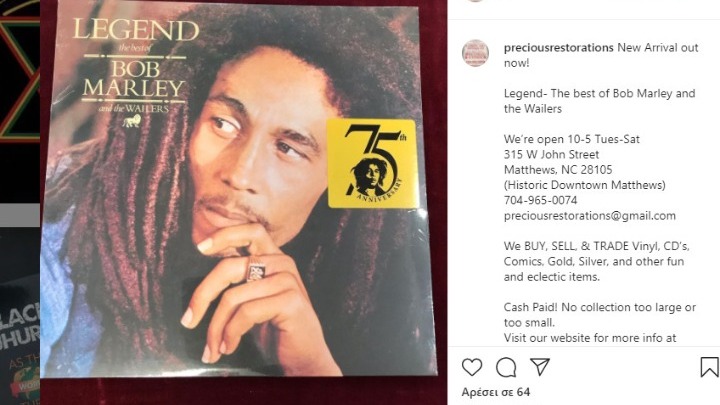 LEGEND
the best of
BOB
MARLEY
and the WAILERS
75th
ANNIVERSARY
preciousrestorations New Arrival out
now!
Legend- The best of Bob Marley and
the Wailers
We're open 10-5 Tues-Sat
315 W John Street
Matthews, NC 28105
(Historic Downtown Matthews)
704-965-0074
preciousrestorations@gmail.com
We BUY, SELL, & TRADE Vinyl, CD's,
Comics, Gold, Silver, and other fun
and eclectic items.
Cash Paid! No collection too large or
too small.
Visit our website for more info at
Αρέσει σε 64